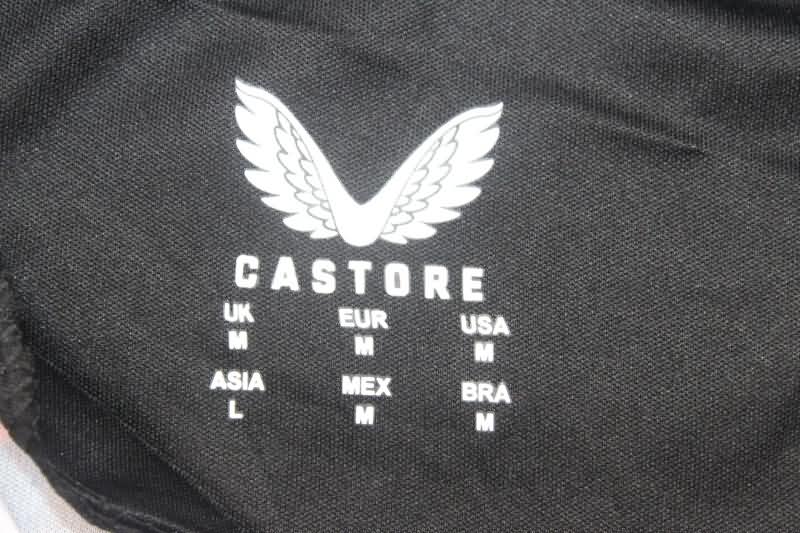 CASTORE
UK EUR USA
M M M
ASIA MEX BRA
L M M